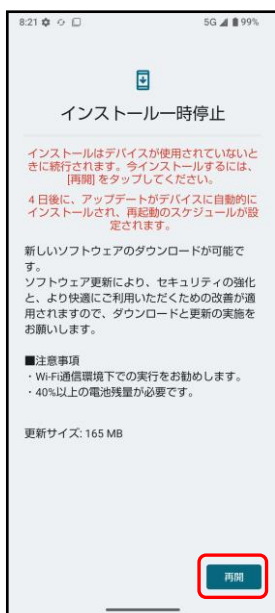 8:21 5G 99%
インストール一時停止
インストールはデバイスが使用されていないと
きに続行されます。今インストールするには、
[再開] をタップしてください。
4 日後に、アップデートがデバイスに自動的に
インストールされ、再起動のスケジュールが設
定されます。
新しいソフトウェアのダウンロードが可能で
す。
ソフトウェア更新により、セキュリティの強化
と、より快適にご利用いただくための改善が適
用されますので、ダウンロードと更新の実施を
お願いします。
■注意事項
・Wi-Fi通信環境下での実行をお勧めします。
・40%以上の電池残量が必要です。
更新サイズ: 165 MB
再開